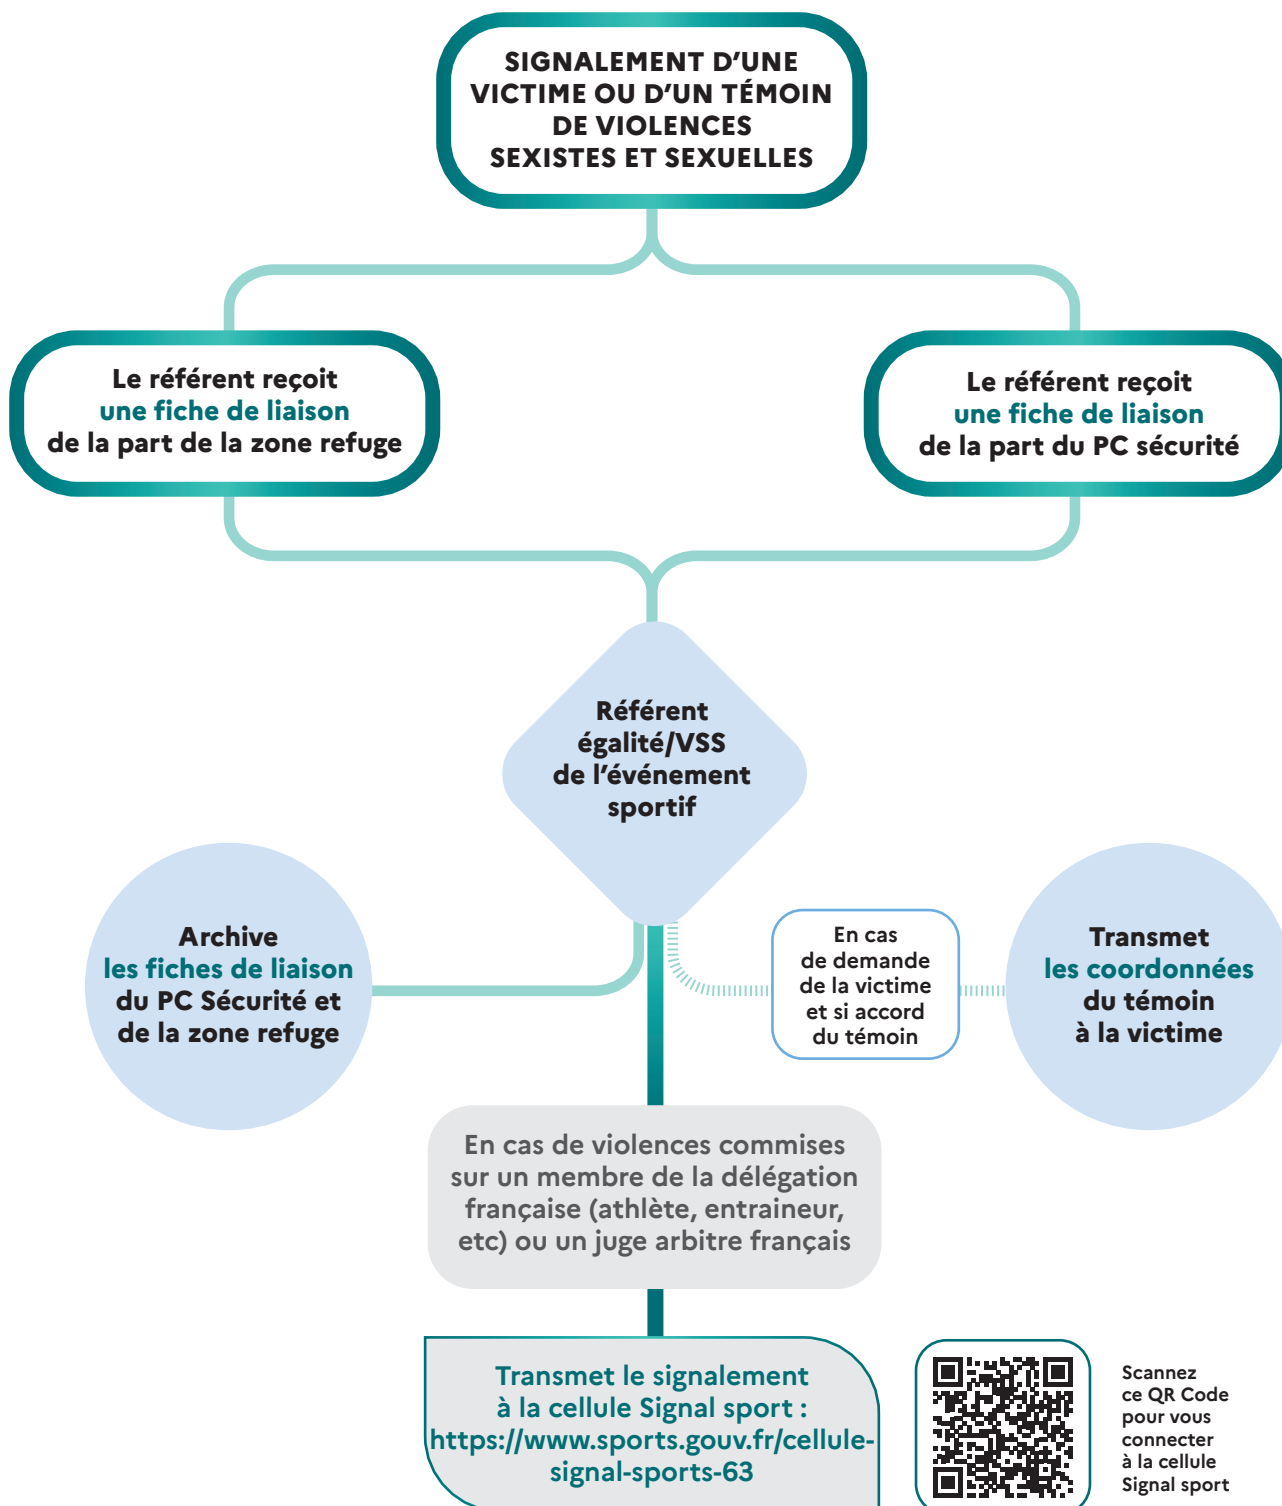 SIGNALEMENT D'UNE
VICTIME OU D'UN TÉMOIN
DE VIOLENCES
SEXISTES ET SEXUELLES
Le référent reçoit
une fiche de liaison
de la part de la zone refuge
Le référent reçoit
une fiche de liaison
de la part du PC sécurité
Référent
égalité/VSS
de l'événement
sportif
Archive
les fiches de liaison
du PC Sécurité et
de la zone refuge
En cas
de demande
de la victime
et si accord
du témoin
Transmet
les coordonnées
du témoin
à la victime
En cas de violences commises
sur un membre de la délégation
française (athlète, entraineur,
etc) ou un juge arbitre français
Transmet le signalement
à la cellule Signal sport :
https://www.sports.gouv.fr/cellule-
signal-sports-63
Scannez
ce QR Code
pour vous
connecter
à la cellule
Signal sport